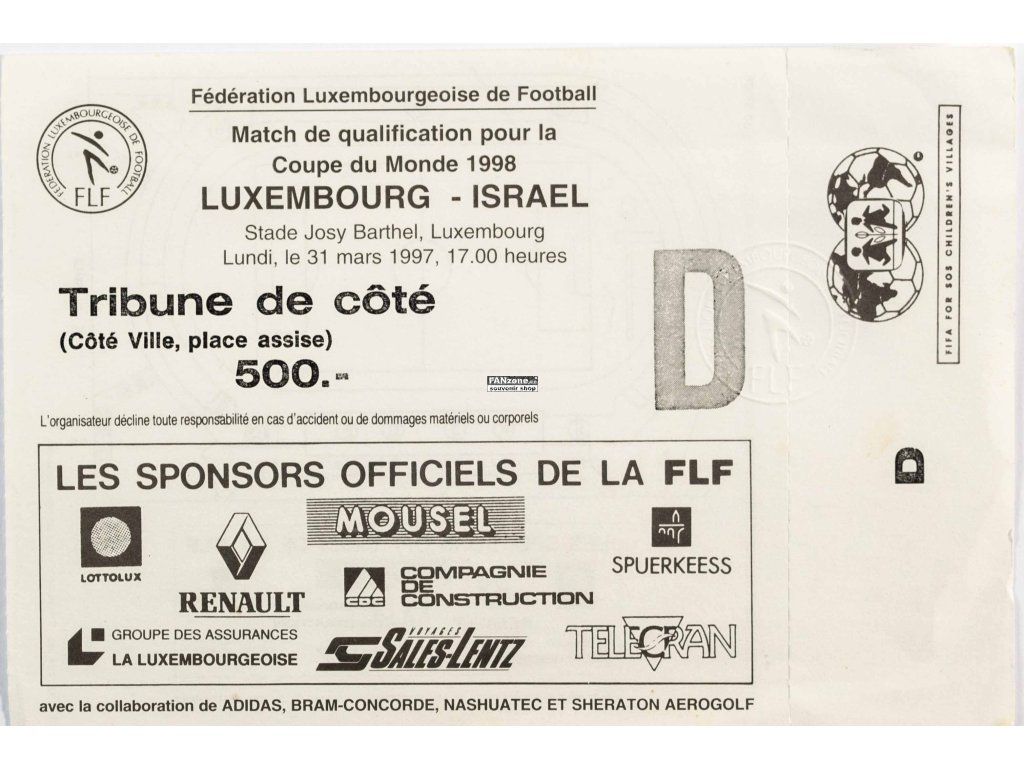 FÉDÉRATION LUXEMBOURGEOISE DE FOOTBALL
FLF
Fédération Luxembourgeoise de Football
Match de qualification pour la
Coupe du Monde 1998
LUXEMBOURG - ISRAEL
Stade Josy Barthel, Luxembourg
Lundi, le 31 mars 1997, 17.00 heures
Tribune de côté
(Côté Ville, place assise)
500.-
D
FLF
FANzone.cz
souvenir shop
L'organisateur décline toute responsabilité en cas d'accident ou de dommages matériels ou corporels
LES SPONSORS OFFICIELS DE LA FLF
LOTTOLUX
RENAULT
MOUSEL
CDC
COMPAGNIE
DE
CONSTRUCTION
SPUERKEESS
GROUPE DES ASSURANCES
LA LUXEMBOURGEOISE
VOYAGES
SALES-LENTZ
TELECRAN
avec la collaboration de ADIDAS, BRAM-CONCORDE, NASHUATEC ET SHERATON AEROGOLF
FIFA FOR SOS CHILDREN'S VILLAGES
D